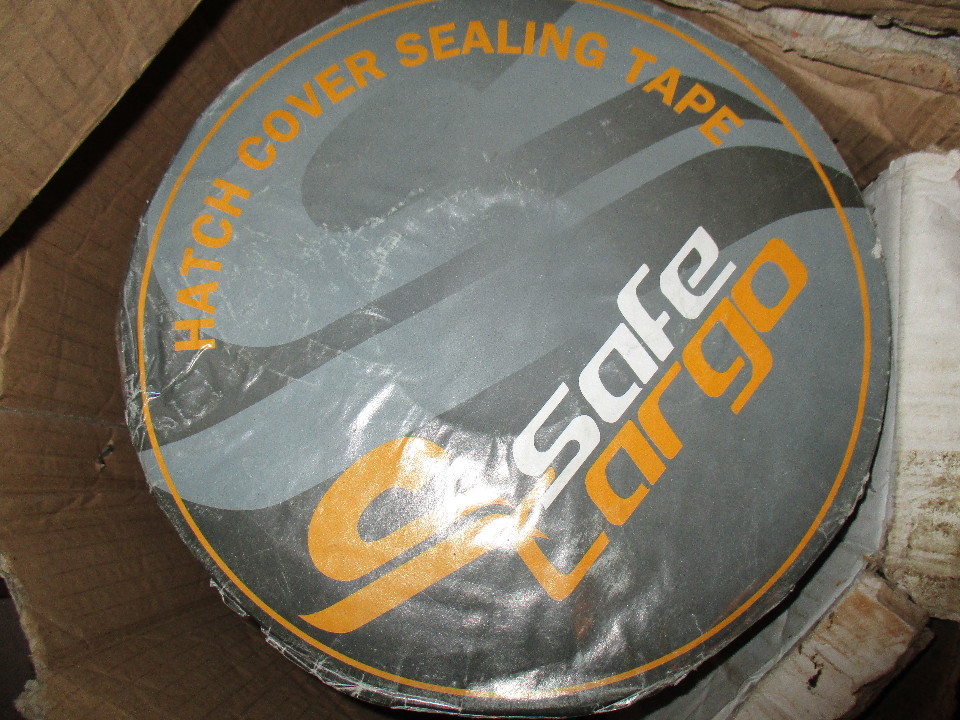 HATCH COVER SEALING TAPE
safe
cargo